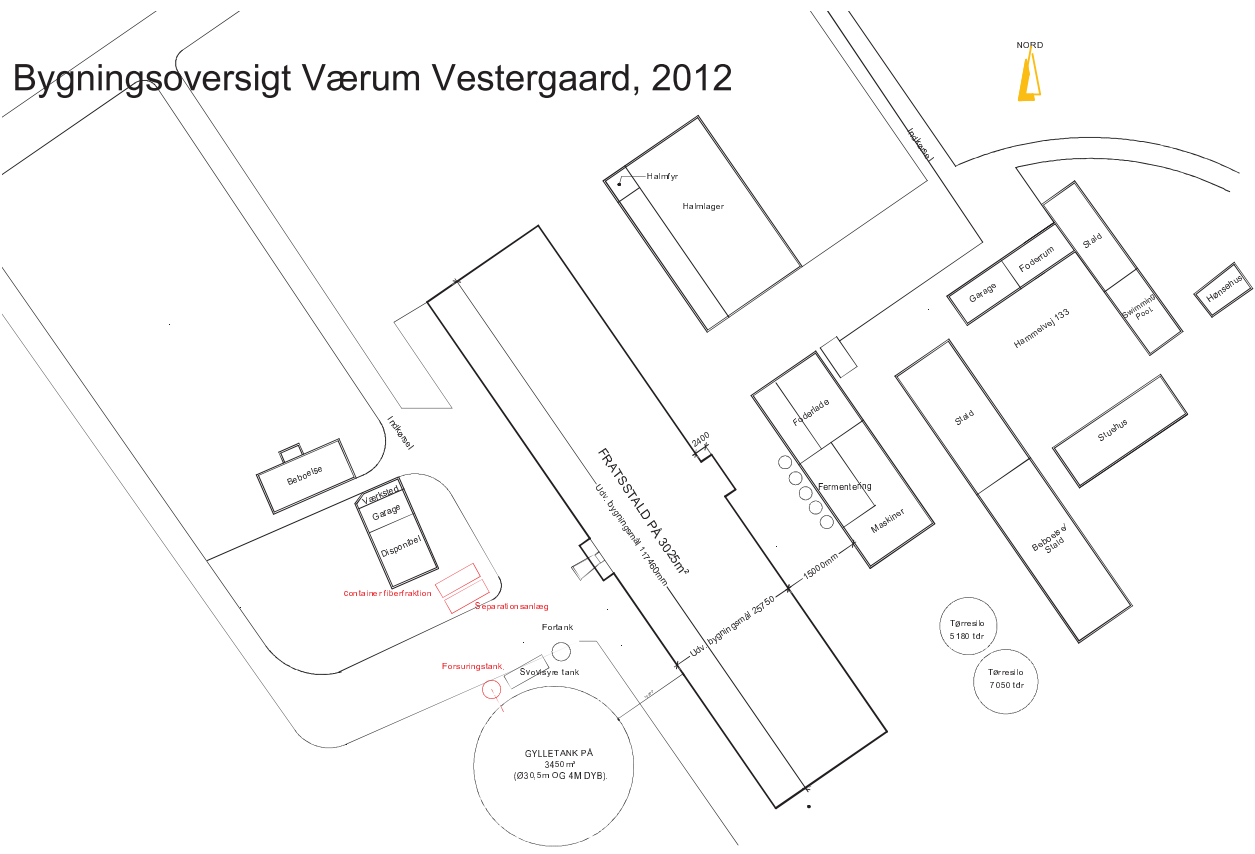 NORD
Bygningsoversigt Værum Vestergaard, 2012
Indkørsel
Halmfyr
Halmlager
Stald
Foderrum
Garage
Swimming
Pool.
Hønsehus
Hammelvej 133
Foderlade
Stald
Stuehus
2400
Indkørsel
FRATSSTALD PÅ 3025m²
Udv. bygningsmål 117460mm
Beboelse
Fermentering
Værksted
Garage
Maskiner
Disponibel
Beboelse/
Stald
15000mm
Container fiberfraktion
Separationsanlæg
Udv. bygningsmål 25750
Fortank
Tørresilo
5180 tdr
Forsuringstank
Svovlsyre tank
Tørresilo
7050 tdr
GYLLETANK PÅ
3450 m³
(Ø30,5m OG 4M DYB).